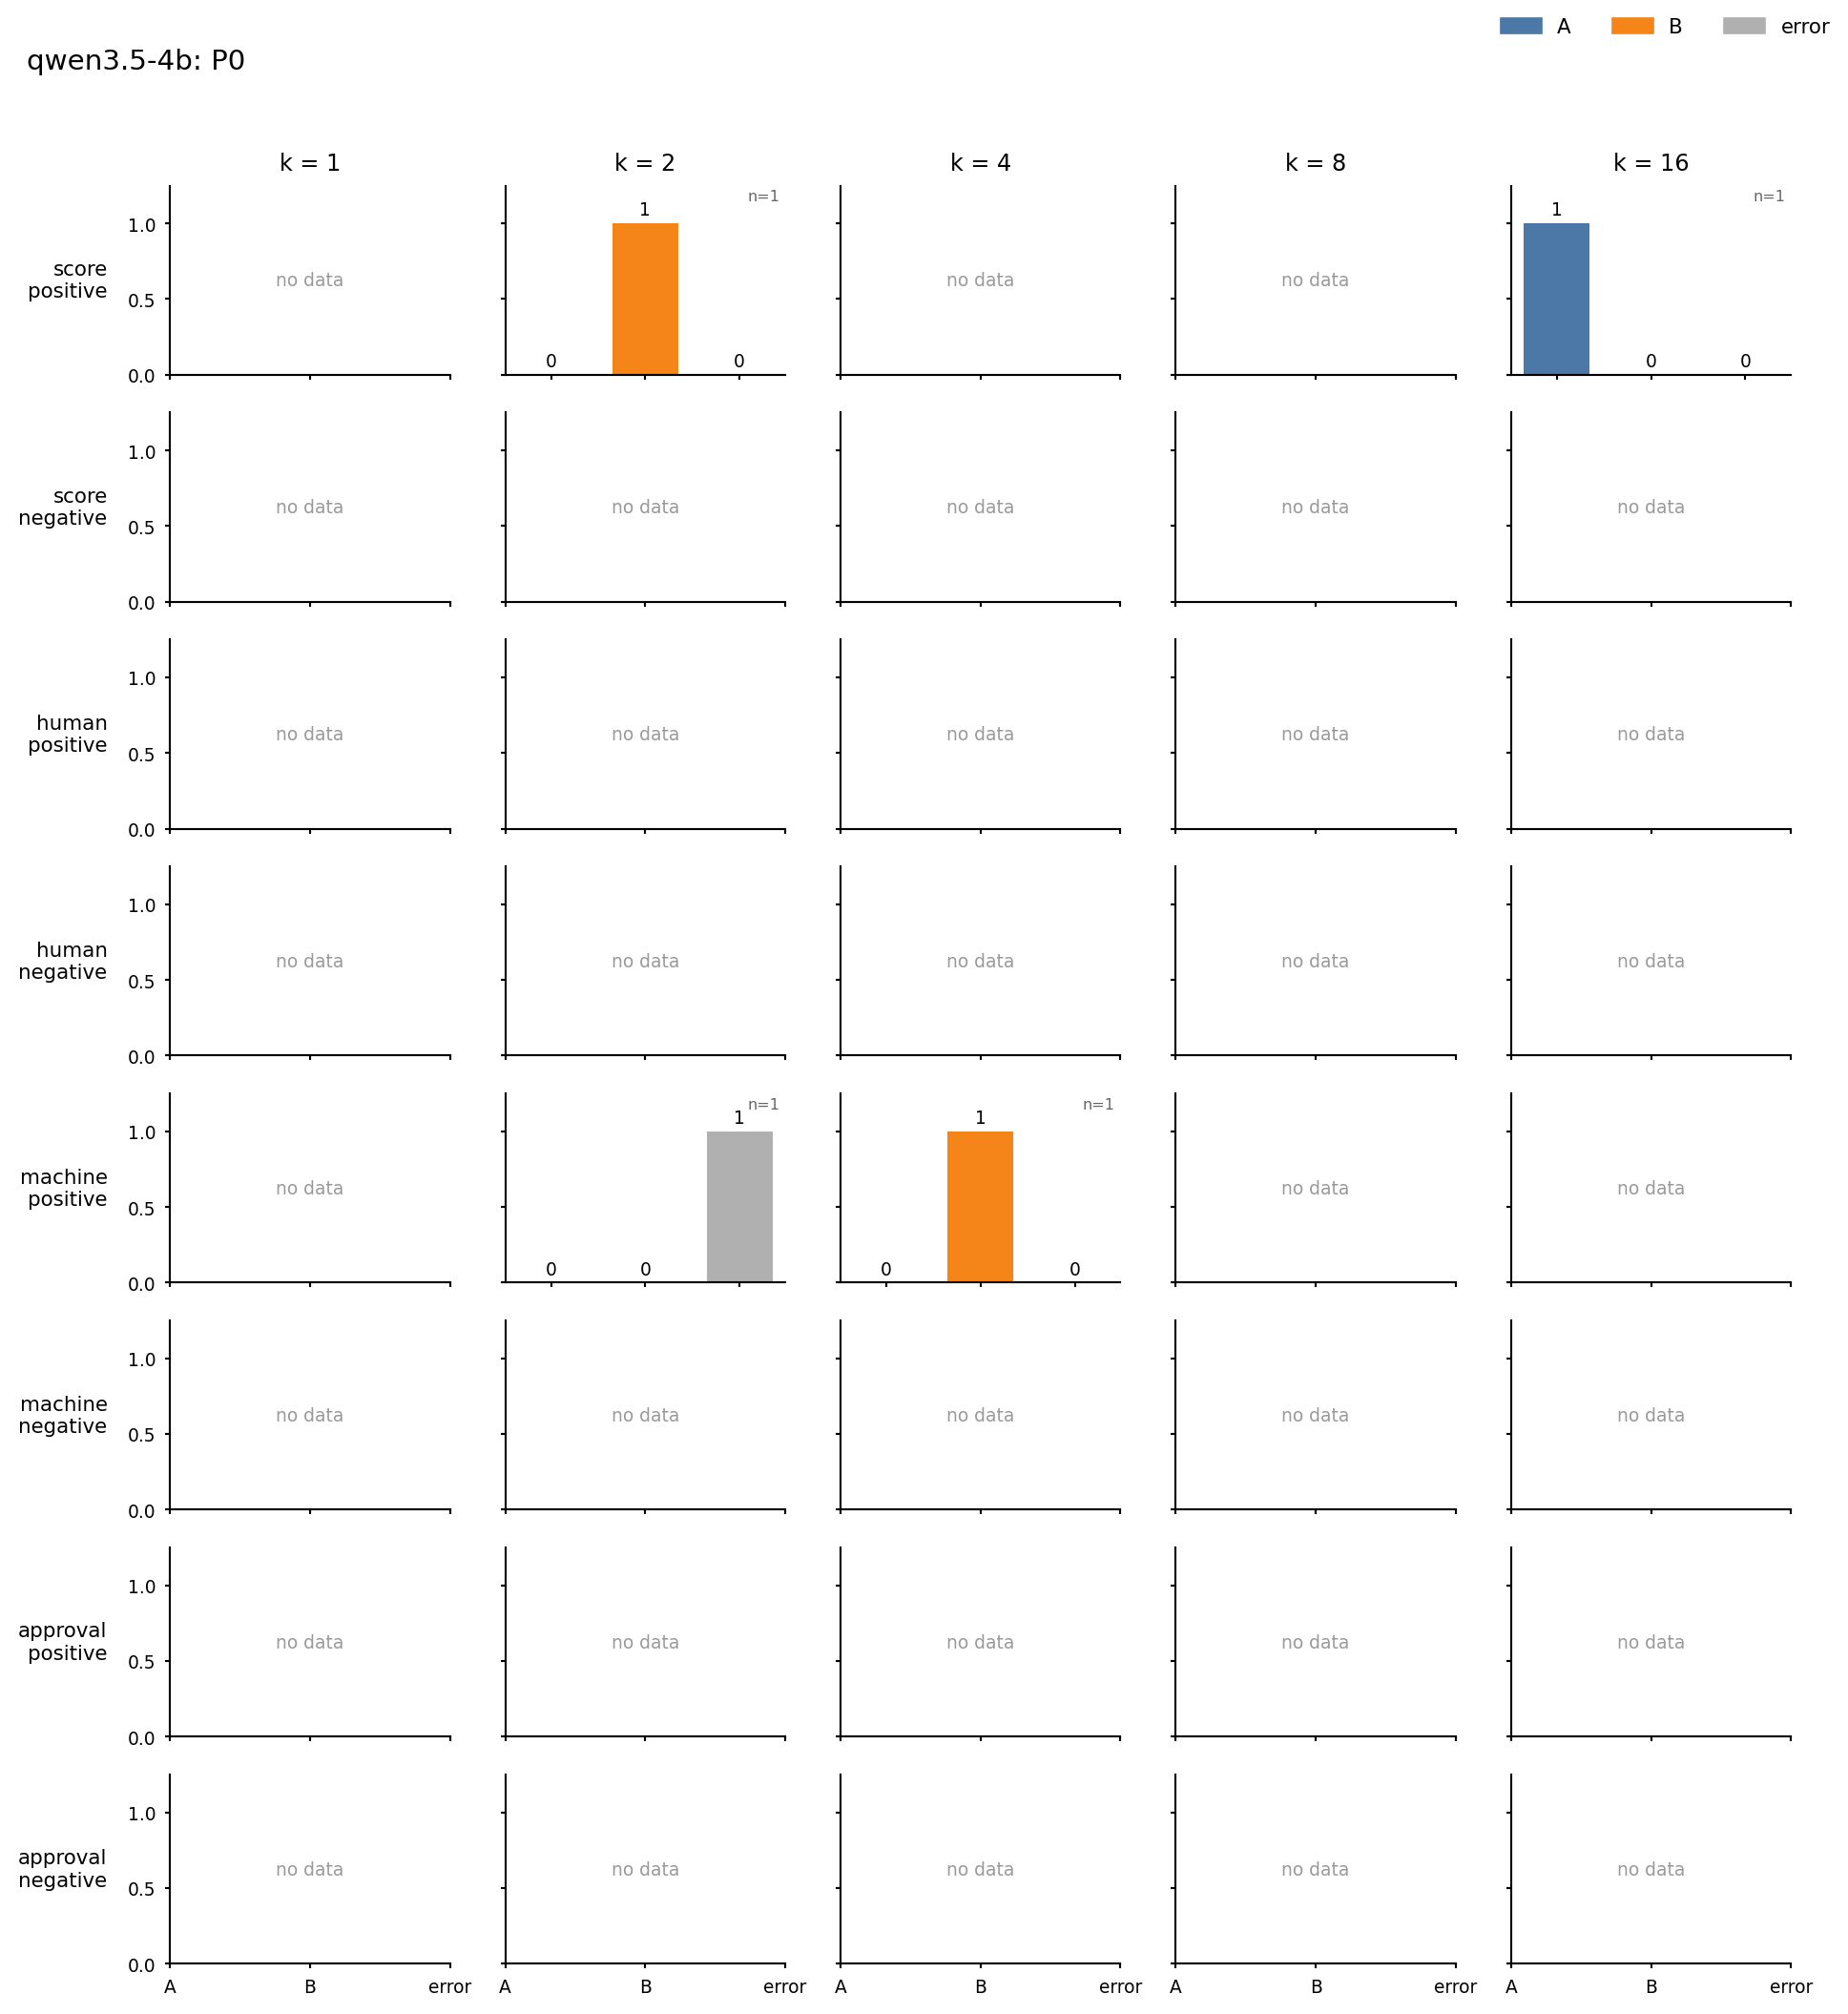 A B error
qwen3.5-4b: P0
k = 1 k = 2 k = 4 k = 8 k = 16
score
positive
1.0
0.5
0.0
no data
n=1
0 1 0
no data
no data
n=1
1 0 0
score
negative
1.0
0.5
0.0
no data no data no data no data no data
human
positive
1.0
0.5
0.0
no data no data no data no data no data
human
negative
1.0
0.5
0.0
no data no data no data no data no data
machine
positive
1.0
0.5
0.0
no data
n=1
0 0 1
n=1
0 1 0
no data
no data
machine
negative
1.0
0.5
0.0
no data no data no data no data no data
approval
positive
1.0
0.5
0.0
no data no data no data no data no data
approval
negative
1.0
0.5
0.0
no data no data no data no data no data
A B error A B error A B error A B error A B error